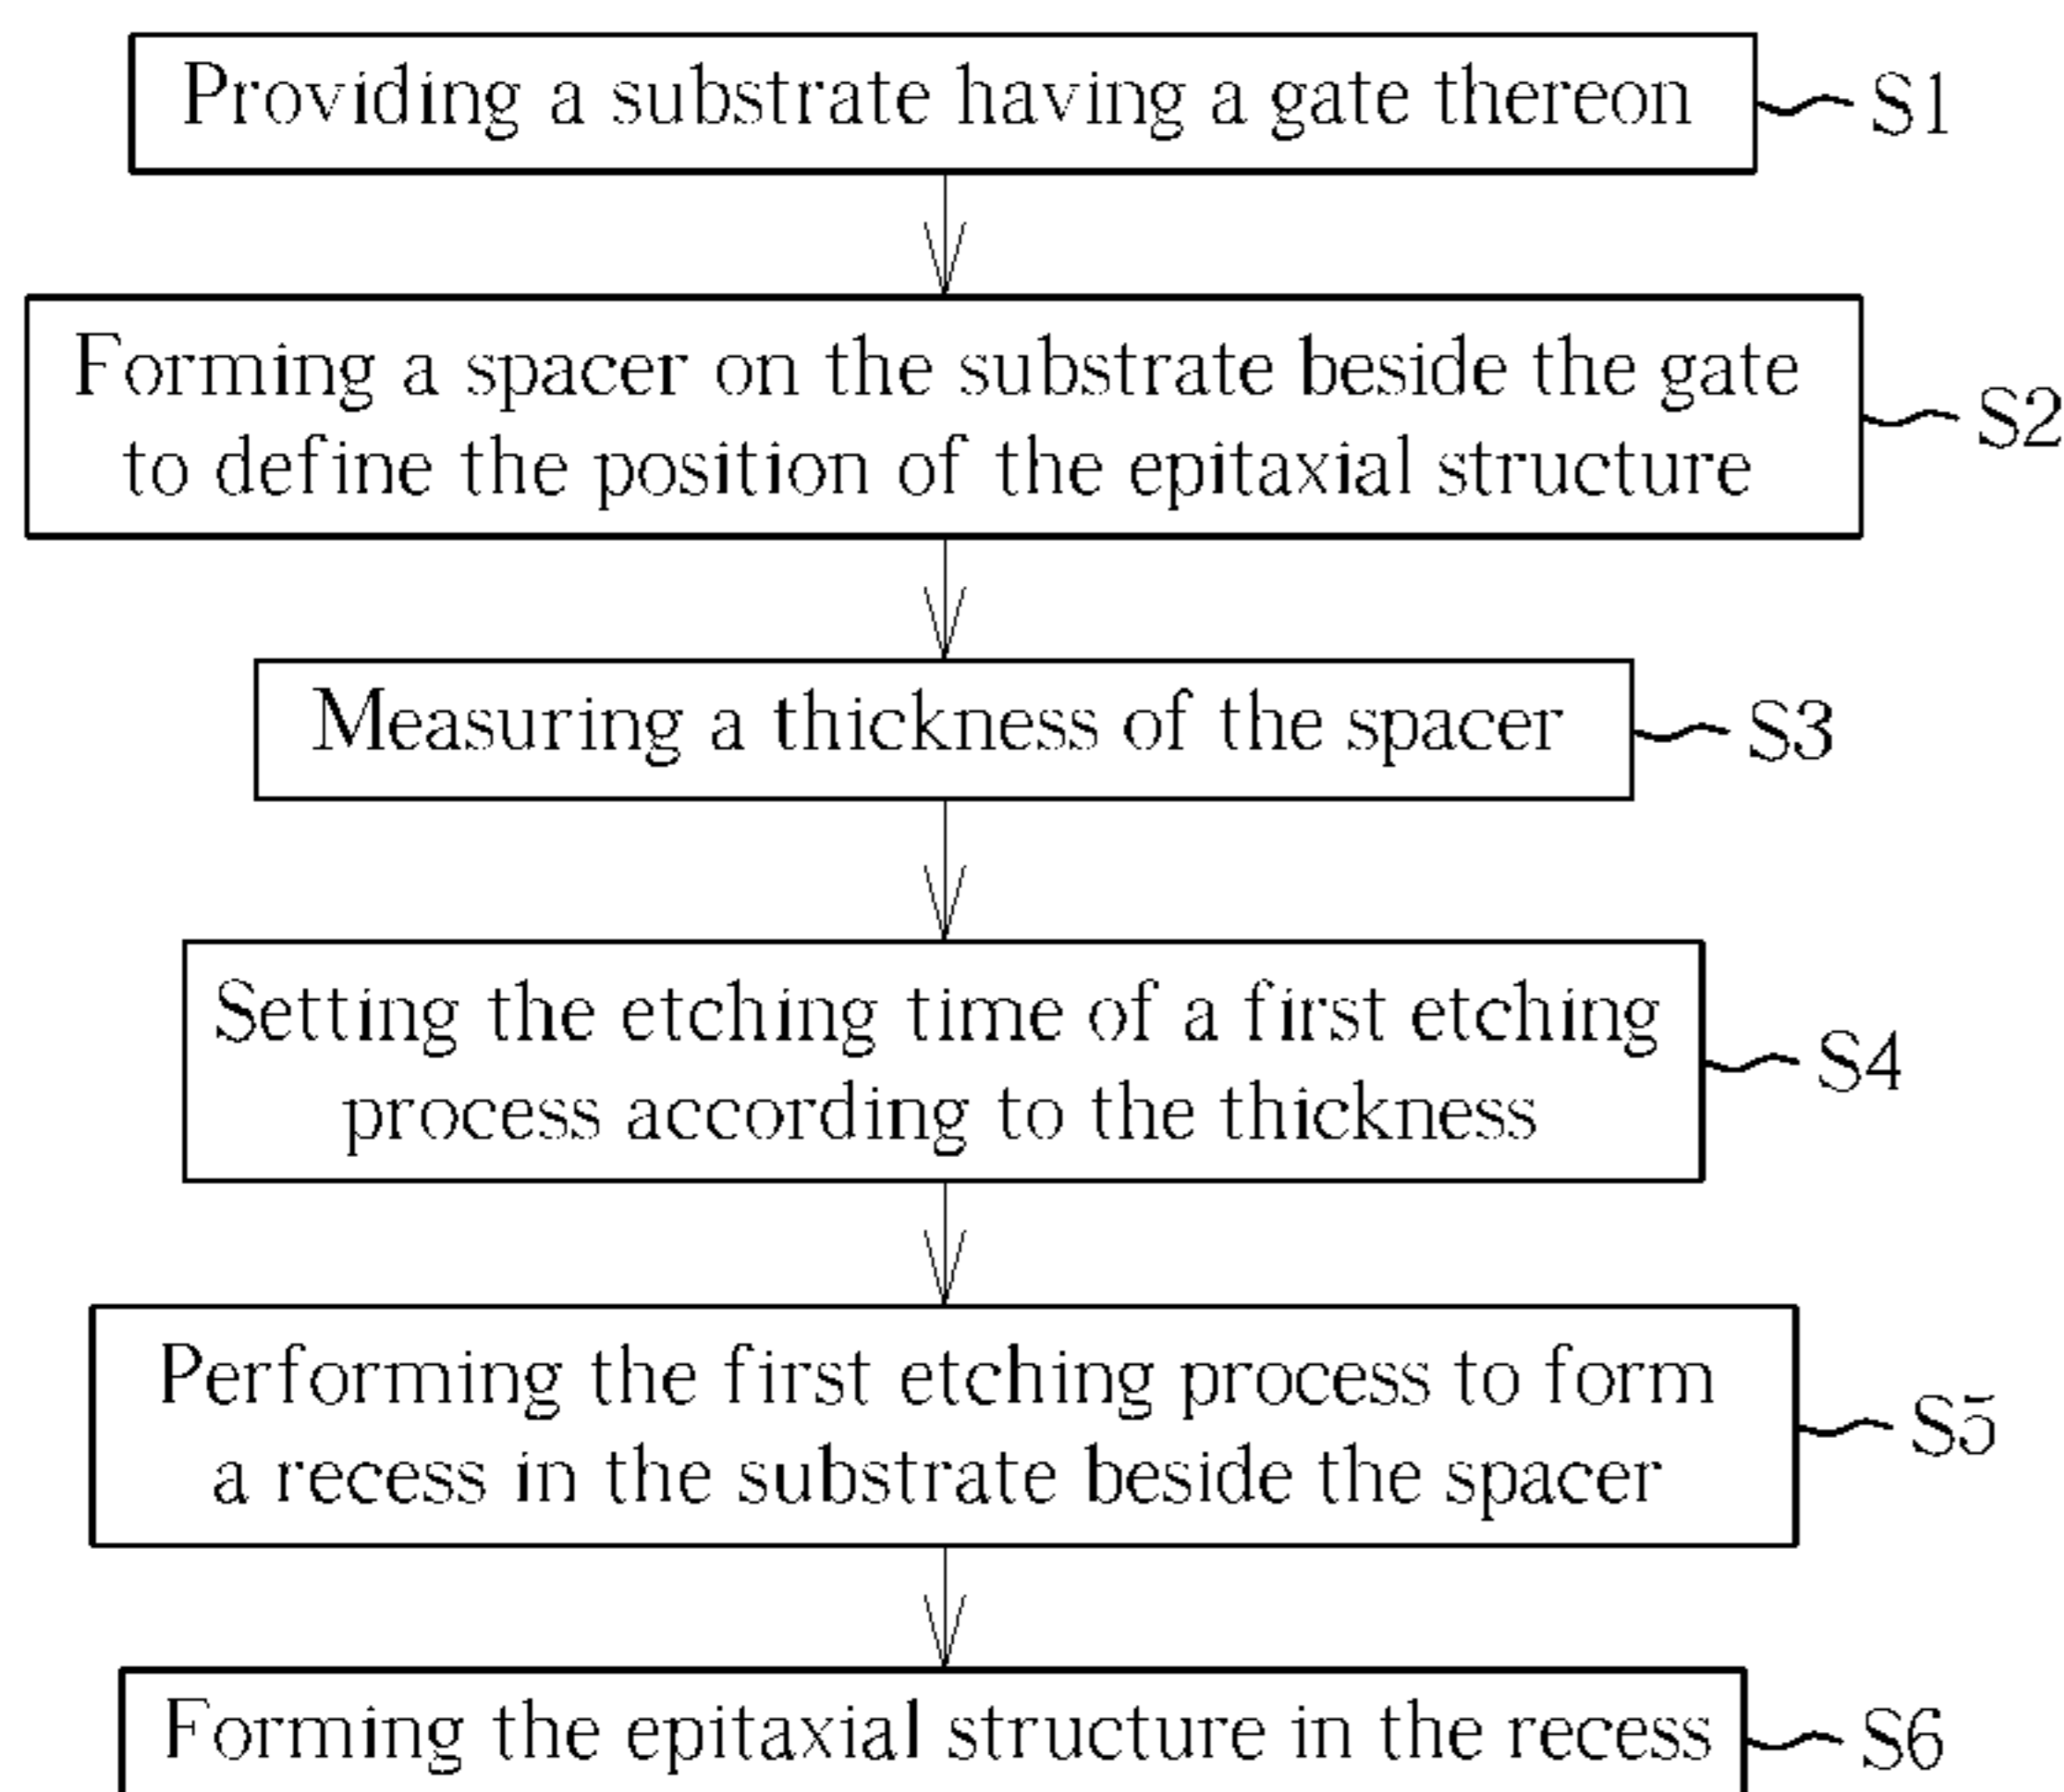 Providing a substrate having a gate thereon S1
Forming a spacer on the substrate beside the gate
to define the position of the epitaxial structure S2
Measuring a thickness of the spacer S3
Setting the etching time of a first etching
process according to the thickness S4
Performing the first etching process to form
a recess in the substrate beside the spacer S5
Forming the epitaxial structure in the recess S6